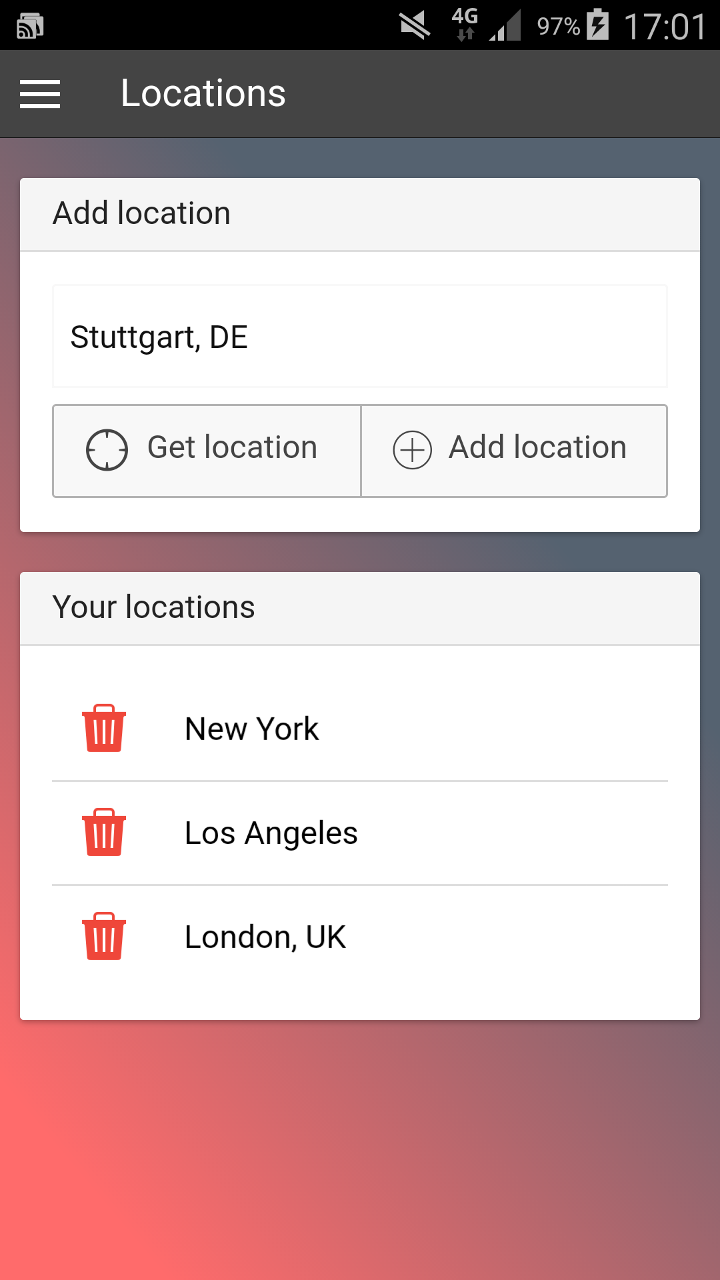 4G 97% 17:01
Locations
Add location
Stuttgart, DE
Get location Add location
Your locations
New York
Los Angeles
London, UK